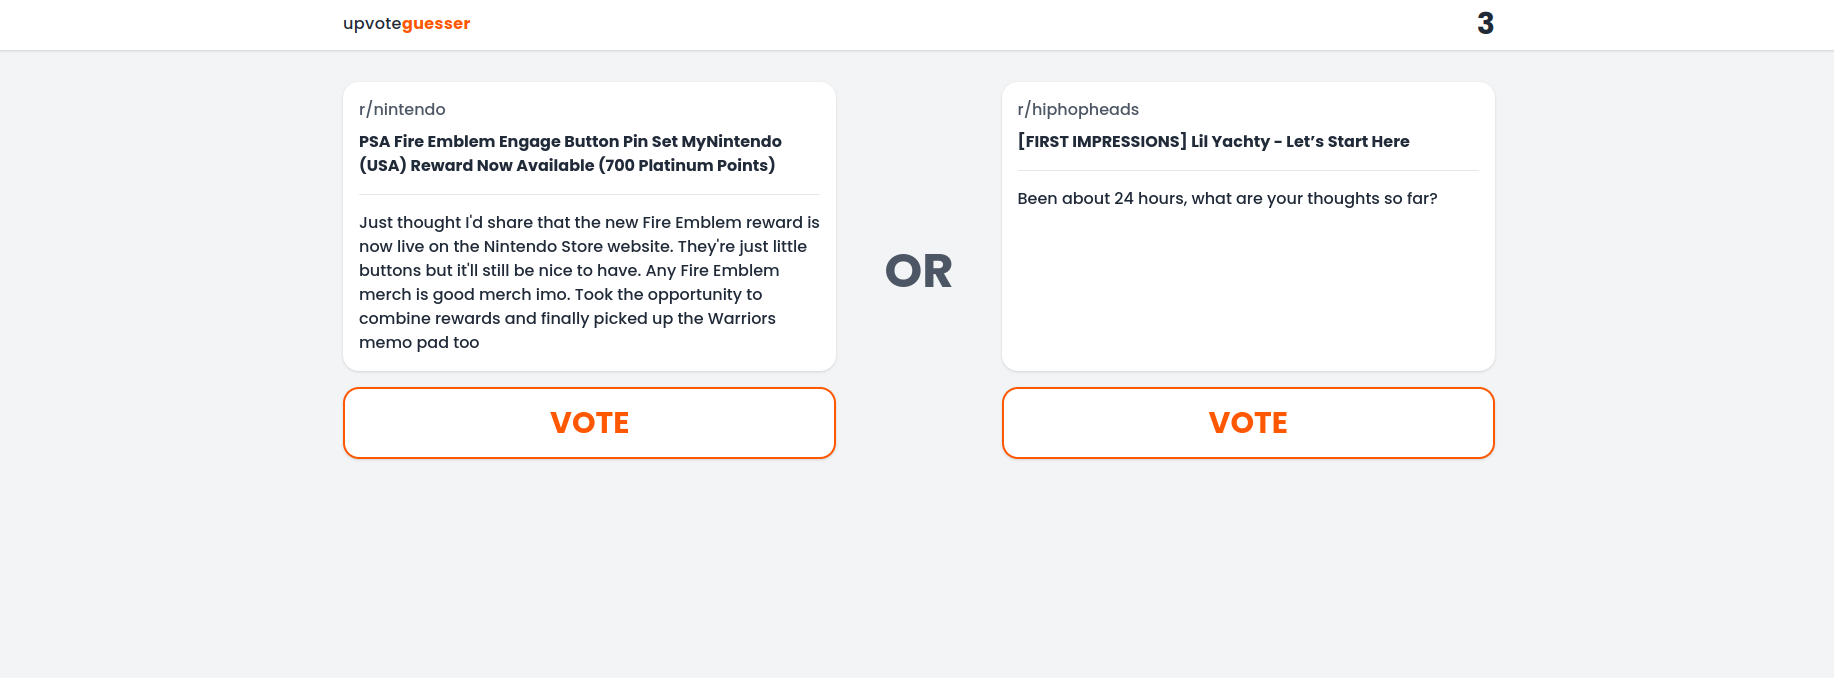 upvoteguesser
3
r/nintendo
PSA Fire Emblem Engage Button Pin Set MyNintendo
(USA) Reward Now Available (700 Platinum Points)
Just thought I'd share that the new Fire Emblem reward is
now live on the Nintendo Store website. They're just little
buttons but it'll still be nice to have. Any Fire Emblem
merch is good merch imo. Took the opportunity to
combine rewards and finally picked up the Warriors
memo pad too
VOTE
OR
r/hiphopheads
[FIRST IMPRESSIONS] Lil Yachty - Let’s Start Here
Been about 24 hours, what are your thoughts so far?
VOTE